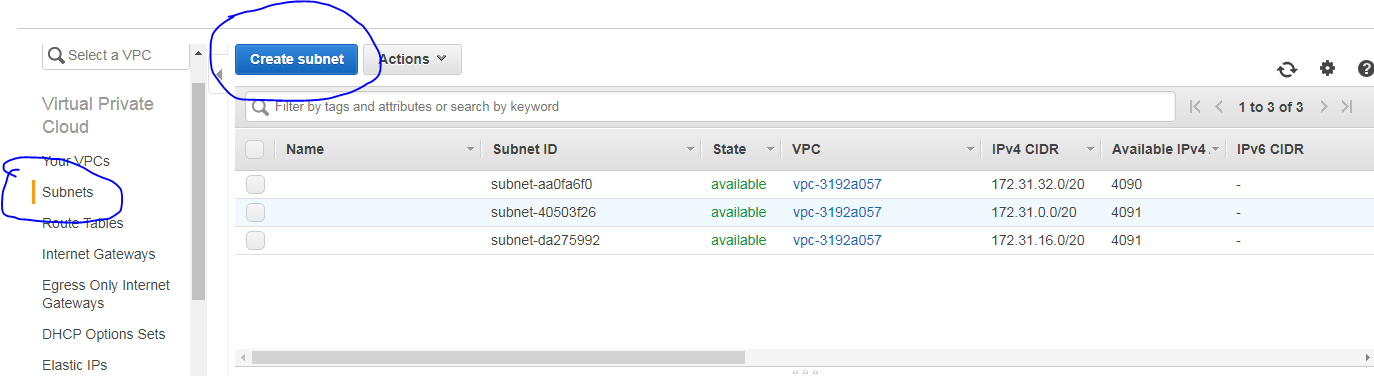 Select a VPC
Create subnet
Actions
Virtual Private
Cloud
Filter by tags and attributes or search by keyword
1 to 3 of 3
Your VPCs
Subnets
Route Tables
Internet Gateways
Egress Only Internet
Gateways
DHCP Options Sets
Elastic IPs
Name Subnet ID State VPC IPv4 CIDR Available IPv4 IPv6 CIDR
subnet-aa0fa6f0 available vpc-3192a057 172.31.32.0/20 4090 -
subnet-40503f26 available vpc-3192a057 172.31.0.0/20 4091 -
subnet-da275992 available vpc-3192a057 172.31.16.0/20 4091 -